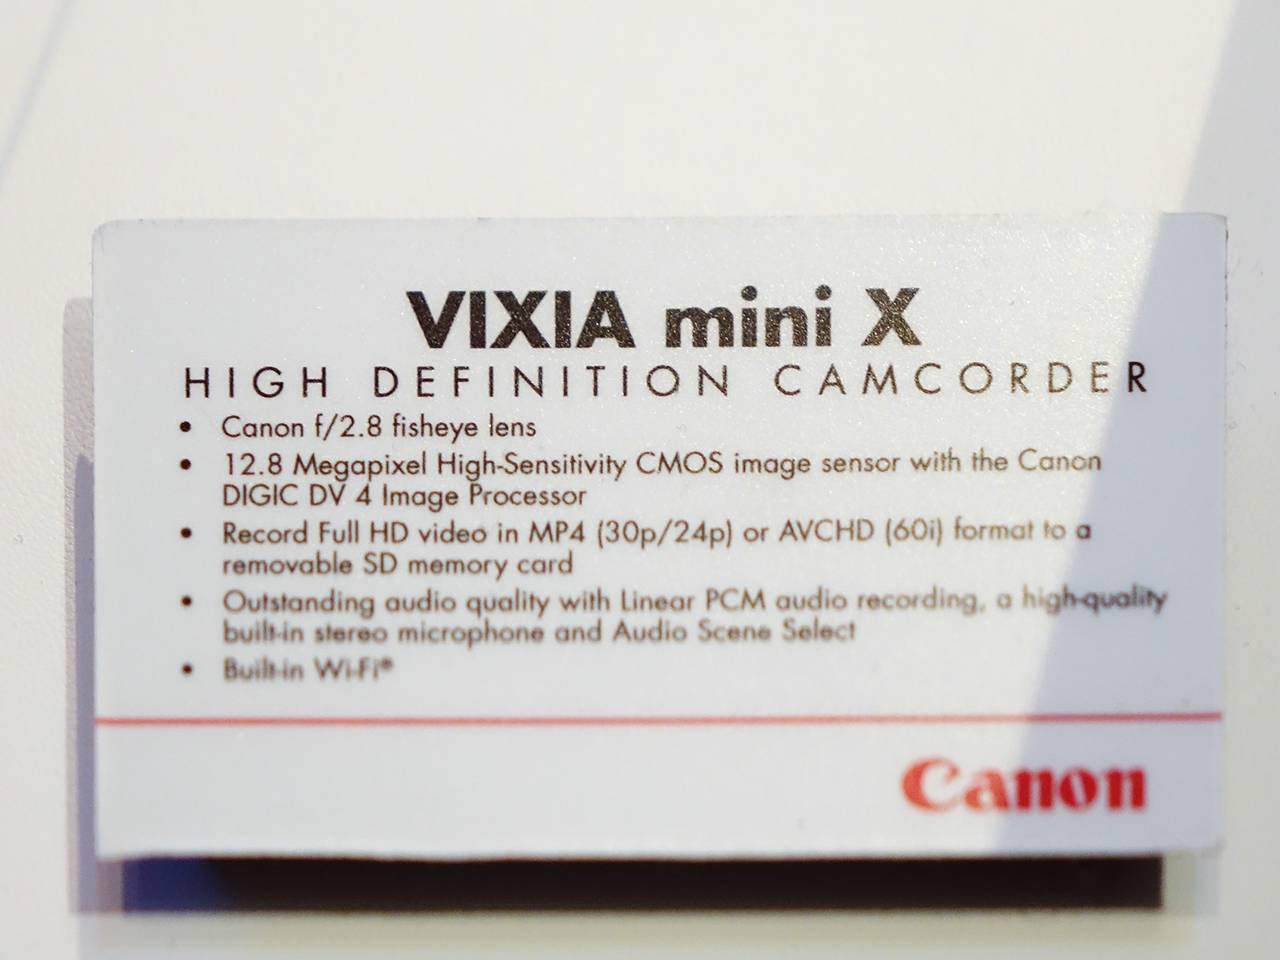 VIXIA mini X
HIGH DEFINITION CAMCORDER
• Canon f/2.8 fisheye lens
• 12.8 Megapixel High-Sensitivity CMOS image sensor with the Canon
DIGIC DV 4 Image Processor
• Record Full HD video in MP4 (30p/24p) or AVCHD (60i) format to a
removable SD memory card
• Outstanding audio quality with Linear PCM audio recording, a high-quality
built-in stereo microphone and Audio Scene Select
• Built-in Wi-Fi®
Canon